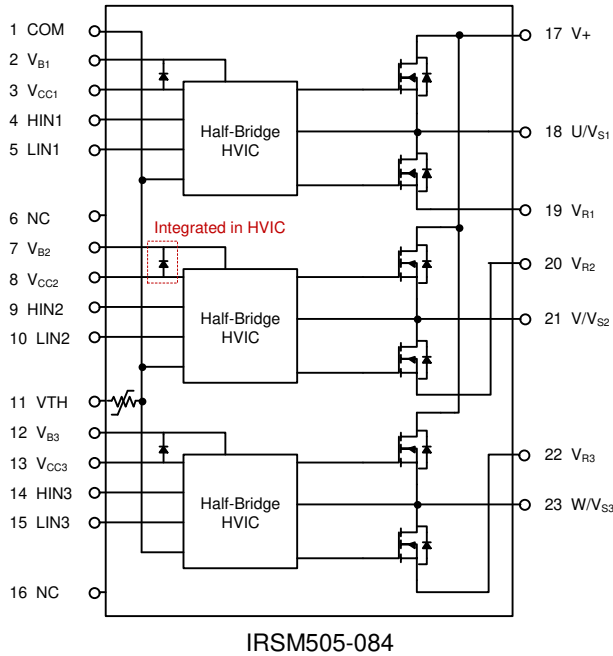 1 COM
2 VB1
3 VCC1
4 HIN1
5 LIN1
6 NC
7 VB2
8 VCC2
9 HIN2
10 LIN2
11 VTH
12 VB3
13 VCC3
14 HIN3
15 LIN3
16 NC
Half-Bridge
HVIC
Integrated in HVIC
Half-Bridge
HVIC
Half-Bridge
HVIC
17 V+
18 U/VS1
19 VR1
20 VR2
21 V/VS2
22 VR3
23 W/VS3
IRSM505-084